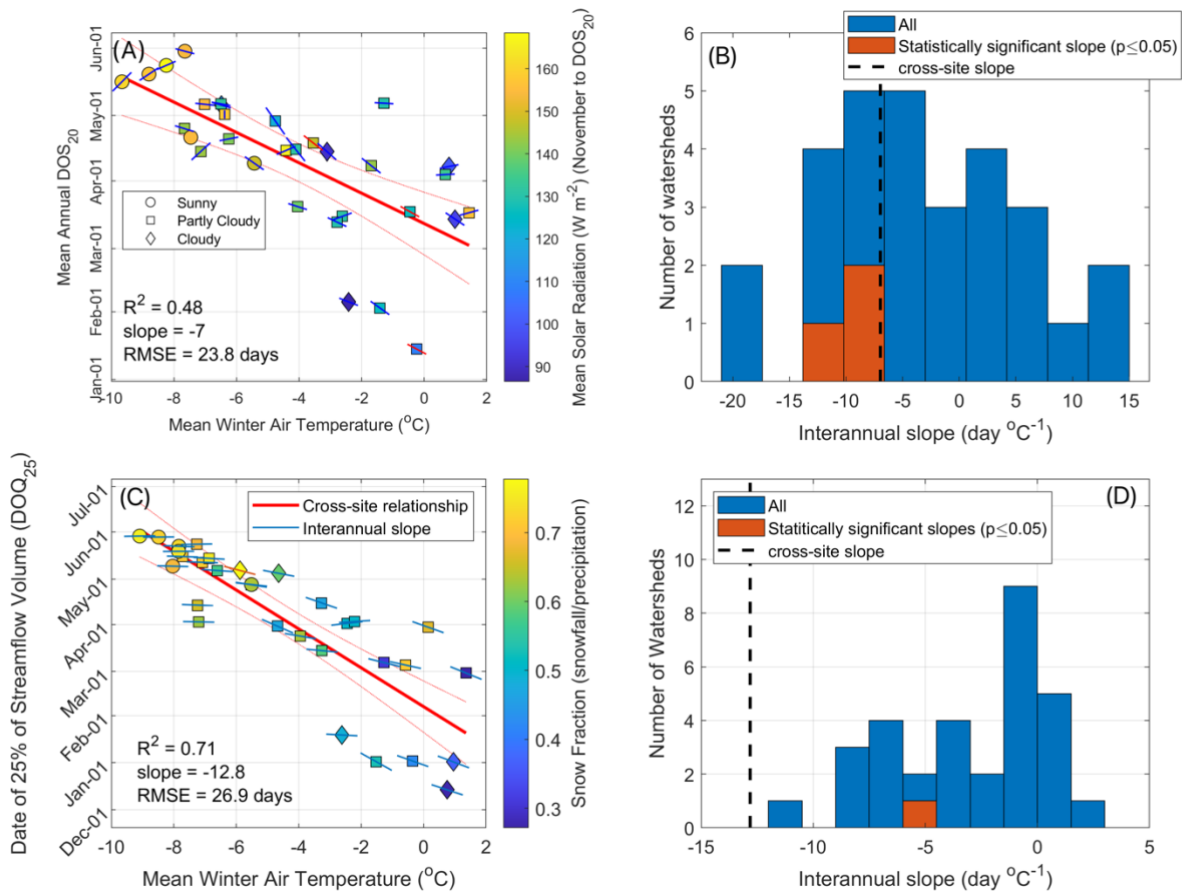 (A)
Mean Annual DOS20
Jun-01
May-01
Apr-01
Mar-01
Feb-01
Jan-01
Sunny
Partly Cloudy
Cloudy
R2 = 0.48
slope = -7
RMSE = 23.8 days
-10 -8 -6 -4 -2 0 2
Mean Winter Air Temperature (oC)
160
150
140
130
120
110
100
90
Mean Solar Radiation (W m-2) (November to DOS20)
(B)
All
Statistically significant slope (p≤0.05)
cross-site slope
Number of watersheds
6
5
4
3
2
1
0
-20 -15 -10 -5 0 5 10 15
Interannual slope (day oC-1)
(C)
Date of 25% of Streamflow Volume (DOQ25)
Jul-01
Jun-01
May-01
Apr-01
Mar-01
Feb-01
Jan-01
Dec-01
Cross-site relationship
Interannual slope
R2 = 0.71
slope = -12.8
RMSE = 26.9 days
-10 -8 -6 -4 -2 0 2
Mean Winter Air Temperature (oC)
0.7
0.6
0.5
0.4
0.3
Snow Fraction (snowfall/precipitation)
(D)
All
Statitically significant slopes (p≤0.05)
cross-site slope
Number of Watersheds
12
10
8
6
4
2
0
-15 -10 -5 0 5
Interannual slope (day oC-1)